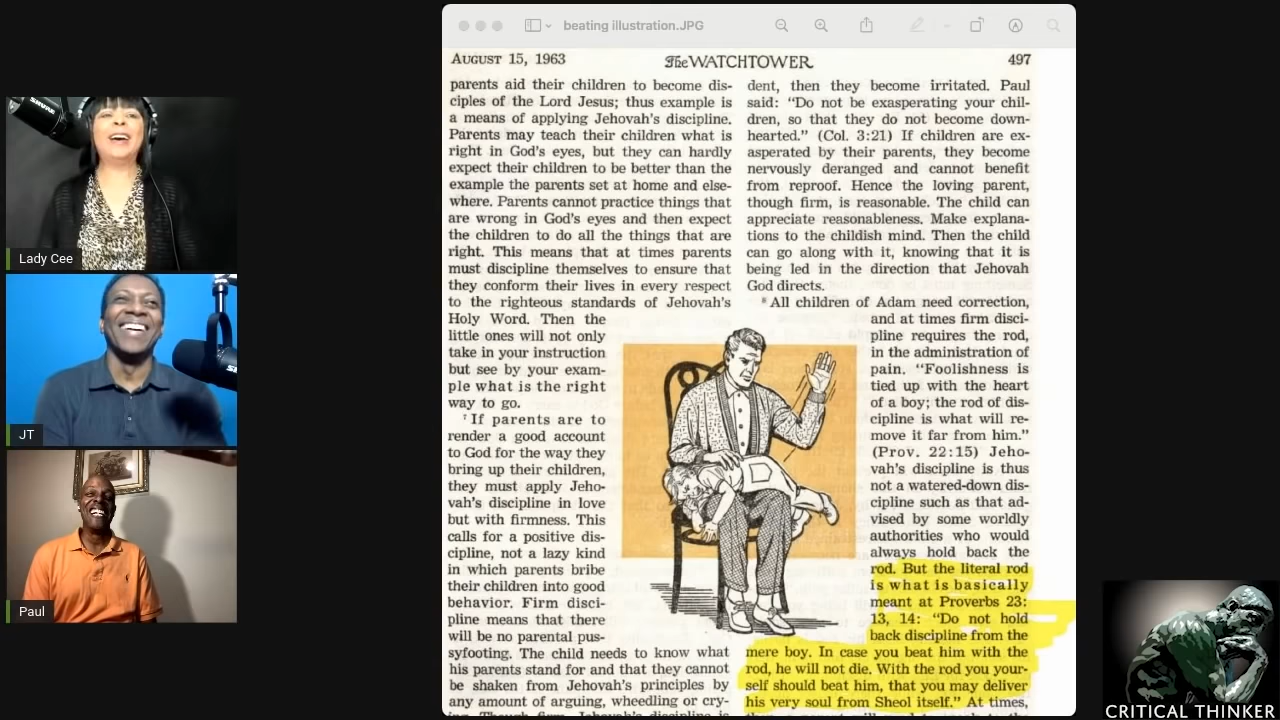 beating illustration.JPG
AUGUST 15, 1963
The WATCHTOWER
497
parents aid their children to become dis-
ciples of the Lord Jesus; thus example is
a means of applying Jehovah's discipline.
Parents may teach their children what is
right in God's eyes, but they can hardly
expect their children to be better than the
example the parents set at home and else-
where. Parents cannot practice things that
are wrong in God's eyes and then expect
the children to do all the things that are
right. This means that at times parents
must discipline themselves to ensure that
they conform their lives in every respect
to the righteous standards of Jehovah's
Holy Word. Then the
little ones will not only
take in your instruction
but see by your exam-
ple what is the right
way to go.
7 If parents are to
render a good account
to God for the way they
bring up their children,
they must apply Jeho-
vah's discipline in love
but with firmness. This
calls for a positive dis-
cipline, not a lazy kind
in which parents bribe
their children into good
behavior. Firm disci-
pline means that there
will be no parental pus-
syfooting. The child needs to know what
his parents stand for and that they cannot
be shaken from Jehovah's principles by
any amount of arguing, wheedling or cry-
ing. Though firm, Jehovah's discipline is
dent, then they become irritated. Paul
said: "Do not be exasperating your chil-
dren, so that they do not become down-
hearted." (Col. 3:21) If children are ex-
asperated by their parents, they become
nervously deranged and cannot benefit
from reproof. Hence the loving parent,
though firm, is reasonable. The child can
appreciate reasonableness. Make explana-
tions to the childish mind. Then the child
can go along with it, knowing that it is
being led in the direction that Jehovah
God directs.
8 All children of Adam need correction,
and at times firm disci-
pline requires the rod,
in the administration of
pain. "Foolishness is
tied up with the heart
of a boy; the rod of dis-
cipline is what will re-
move it far from him."
(Prov. 22:15) Jeho-
vah's discipline is thus
not a watered-down dis-
cipline such as that ad-
vised by some worldly
authorities who would
always hold back the
rod. But the literal rod
is what is basically
meant at Proverbs 23:
13, 14: "Do not hold
back discipline from the
mere boy. In case you beat him with the
rod, he will not die. With the rod you your-
self should beat him, that you may deliver
his very soul from Sheol itself." At times,
Lady Cee
JT
Paul
SHURE
CRITICAL THINKER